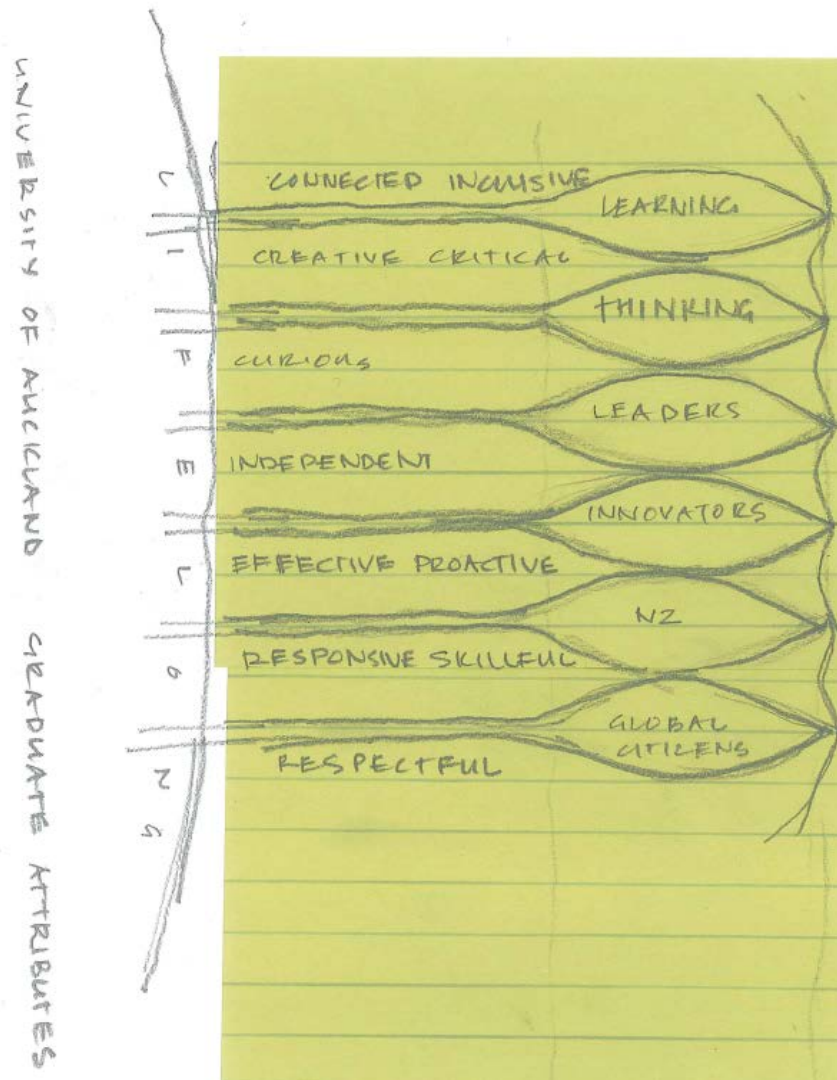 UNIVERSITY OF AUCKLAND GRADUATE ATTRIBUTES
LIFELONG
CONNECTED INCLUSIVE
LEARNING
CREATIVE CRITICAL
THINKING
CURIOUS
LEADERS
INDEPENDENT
INNOVATORS
EFFECTIVE PROACTIVE
NZ
RESPONSIVE SKILLFUL
GLOBAL
CITIZENS
RESPECTFUL